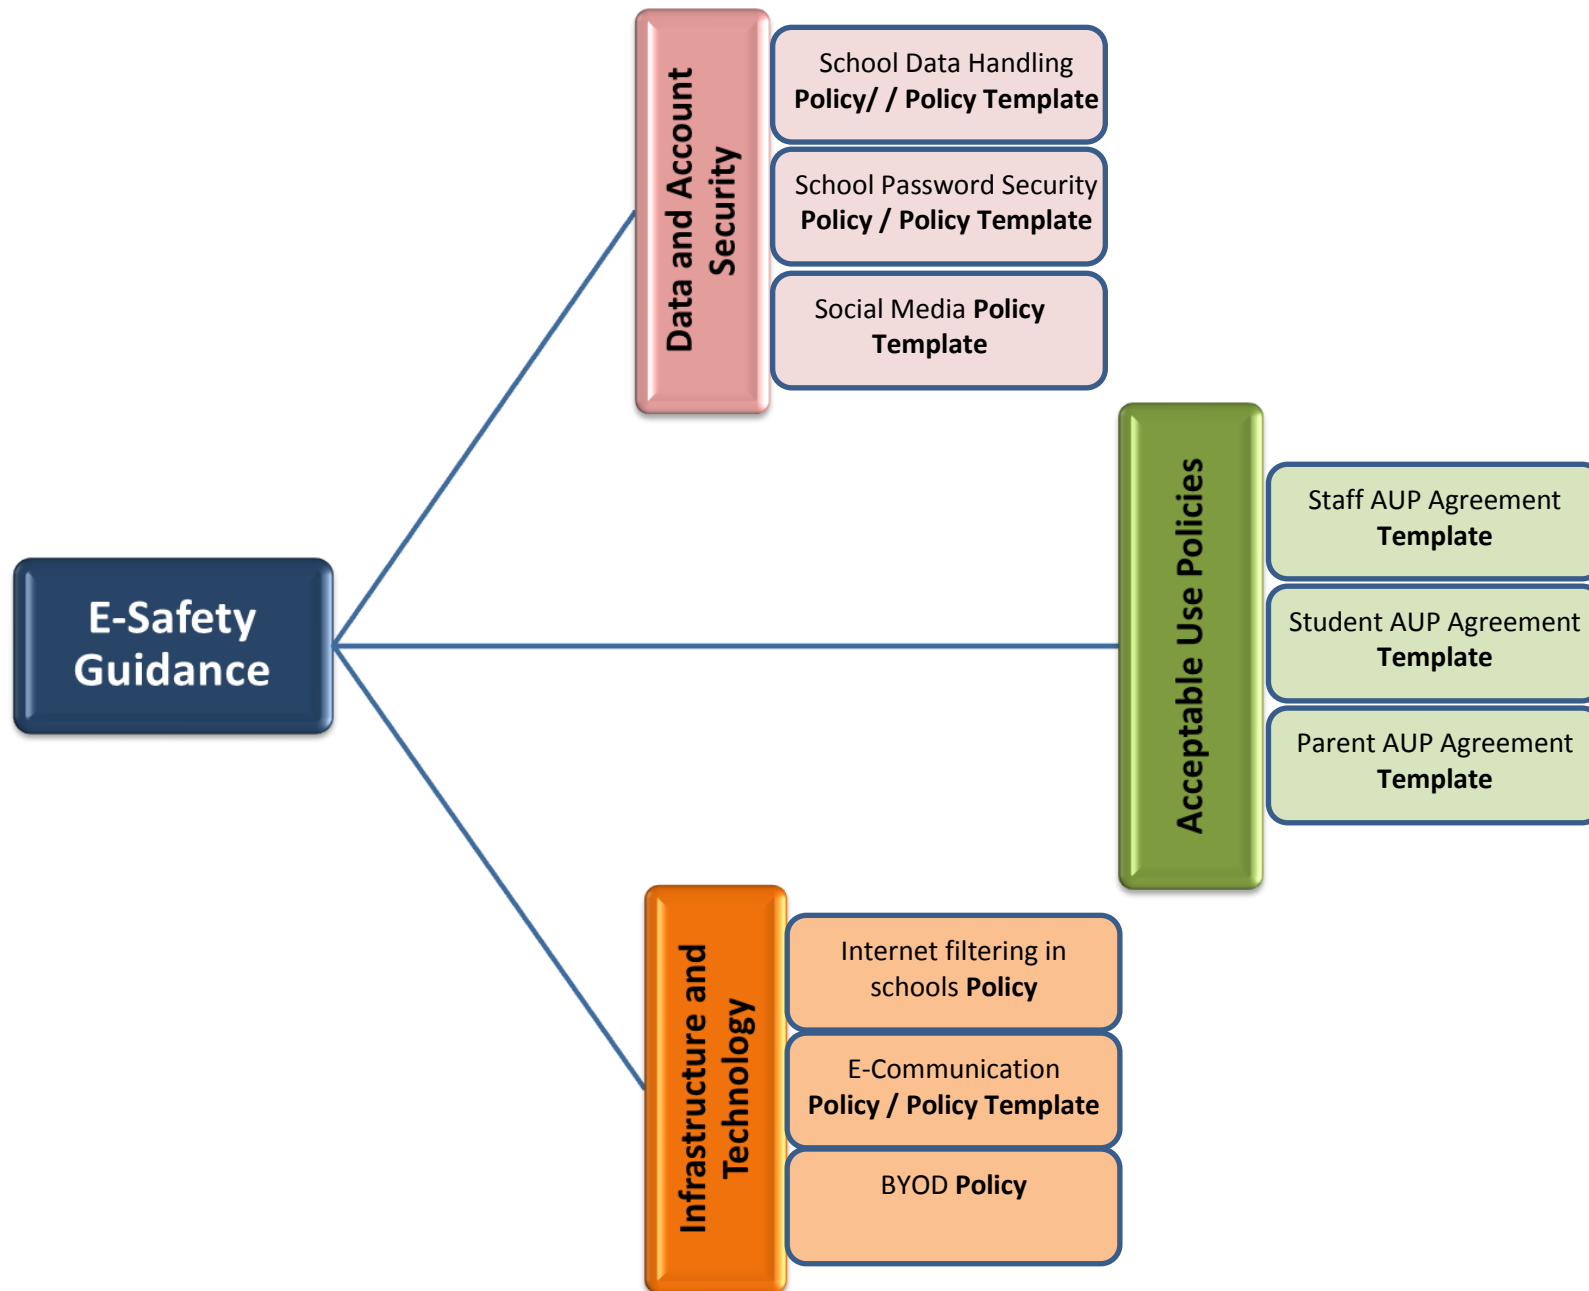 E-Safety
Guidance
Data and Account
Security
School Data Handling
Policy/ / Policy Template
School Password Security
Policy / Policy Template
Social Media Policy
Template
Acceptable Use Policies
Staff AUP Agreement
Template
Student AUP Agreement
Template
Parent AUP Agreement
Template
Infrastructure and
Technology
Internet filtering in
schools Policy
E-Communication
Policy / Policy Template
BYOD Policy